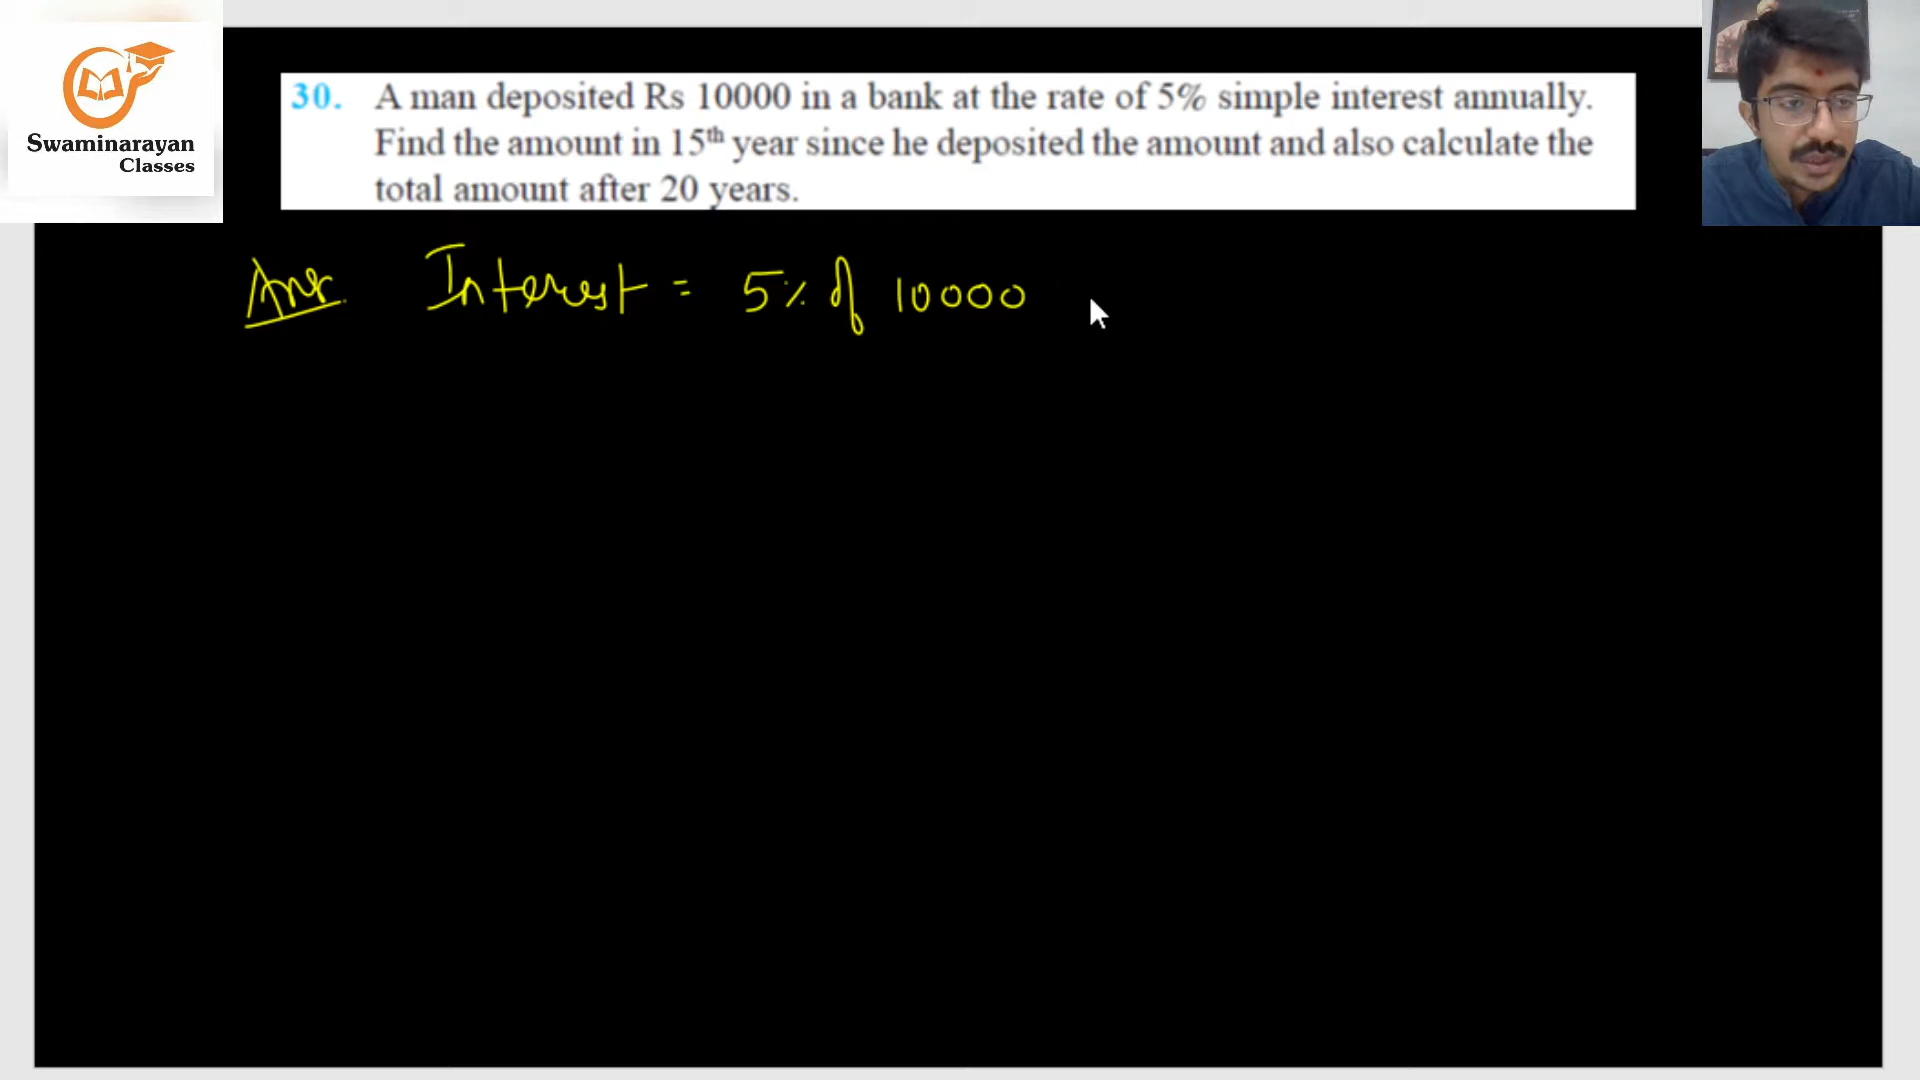 Swaminarayan
Classes
30. A man deposited Rs 10000 in a bank at the rate of 5% simple interest annually.
Find the amount in 15th year since he deposited the amount and also calculate the
total amount after 20 years.
Ans. Interest = 5% of 10000